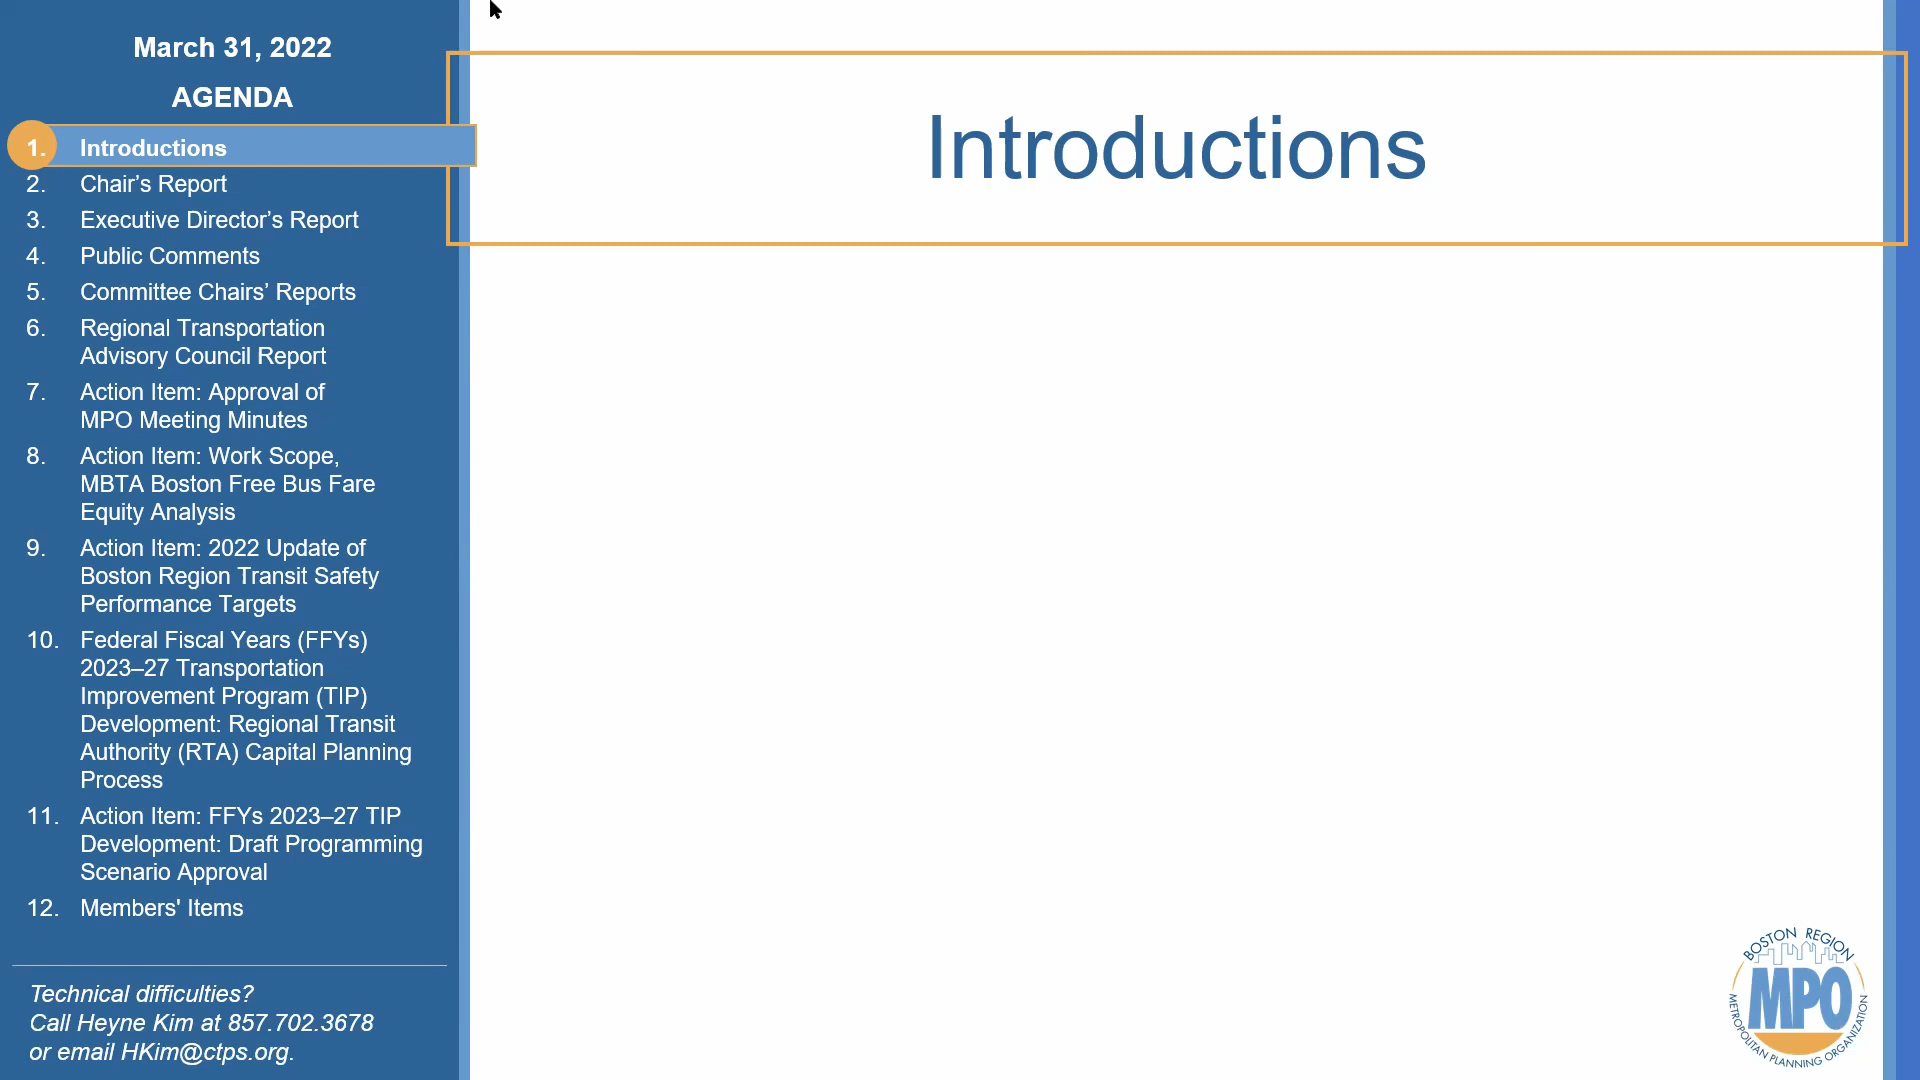 March 31, 2022
AGENDA
1. Introductions
2. Chair’s Report
3. Executive Director’s Report
4. Public Comments
5. Committee Chairs’ Reports
6. Regional Transportation
Advisory Council Report
7. Action Item: Approval of
MPO Meeting Minutes
8. Action Item: Work Scope,
MBTA Boston Free Bus Fare
Equity Analysis
9. Action Item: 2022 Update of
Boston Region Transit Safety
Performance Targets
10. Federal Fiscal Years (FFYs)
2023–27 Transportation
Improvement Program (TIP)
Development: Regional Transit
Authority (RTA) Capital Planning
Process
11. Action Item: FFYs 2023–27 TIP
Development: Draft Programming
Scenario Approval
12. Members' Items
Technical difficulties?
Call Heyne Kim at 857.702.3678
or email HKim@ctps.org.
Introductions
BOSTON REGION
MPO
METROPOLITAN PLANNING ORGANIZATION